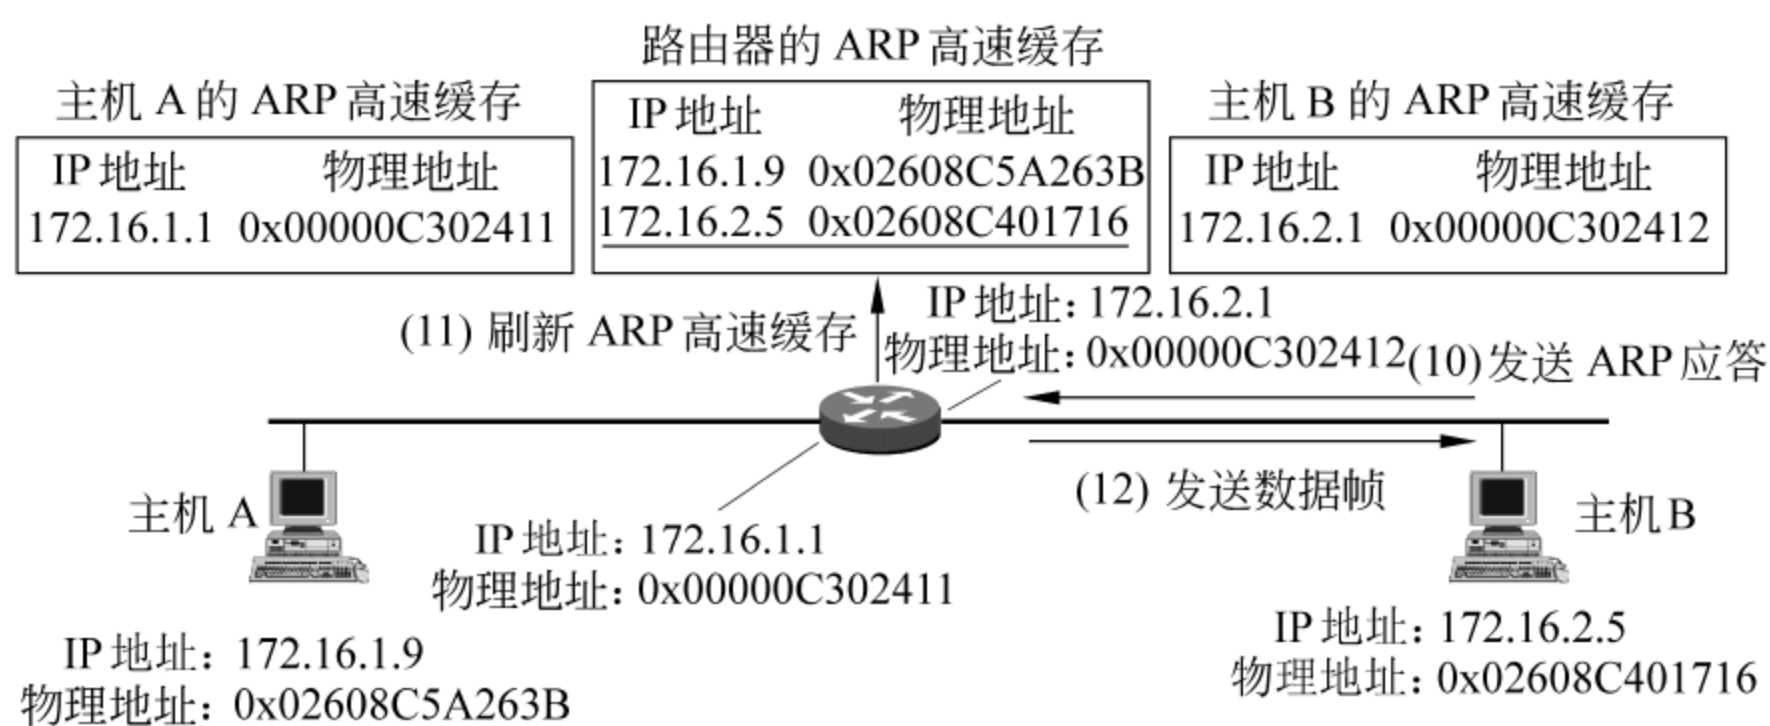 路由器的 ARP 高速缓存
IP 地址 物理地址
172.16.1.9 0x02608C5A263B
172.16.2.5 0x02608C401716
主机 A 的 ARP 高速缓存
IP 地址 物理地址
172.16.1.1 0x00000C302411
主机 B 的 ARP 高速缓存
IP 地址 物理地址
172.16.2.1 0x00000C302412
(11) 刷新 ARP 高速缓存
IP 地址：172.16.2.1
物理地址：0x00000C302412
(10) 发送 ARP 应答
(12) 发送数据帧
主机 A
IP 地址：172.16.1.1
物理地址：0x00000C302411
主机 B
IP 地址：172.16.1.9
物理地址：0x02608C5A263B
IP 地址：172.16.2.5
物理地址：0x02608C401716